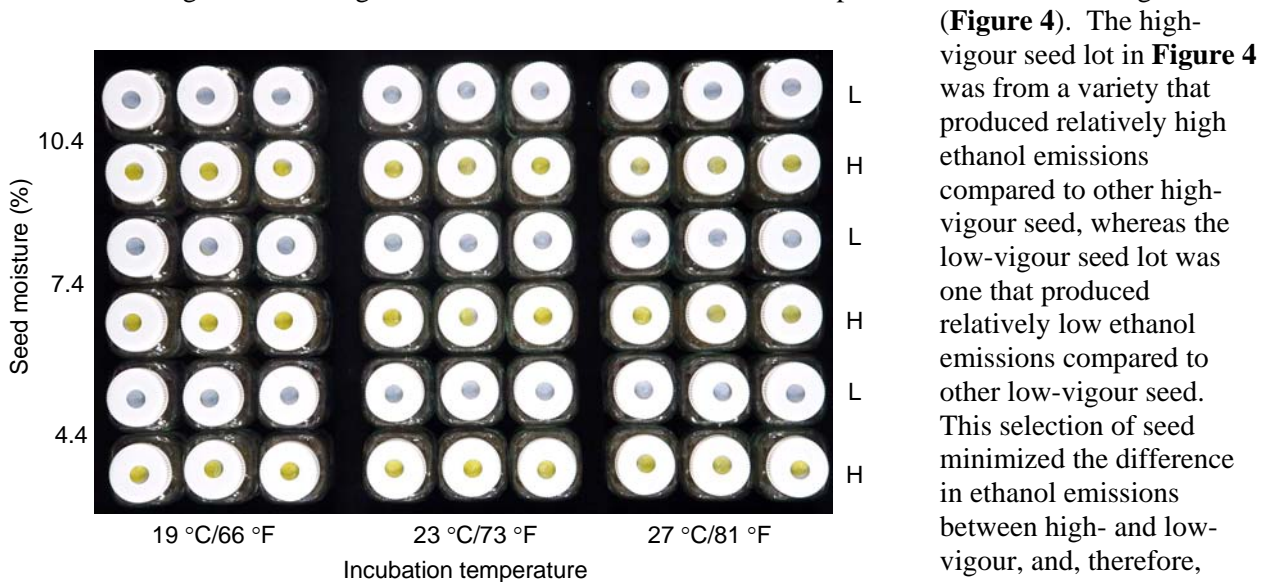 (Figure 4). The high-
vigour seed lot in Figure 4
was from a variety that
produced relatively high
ethanol emissions
compared to other high-
vigour seed, whereas the
low-vigour seed lot was
one that produced
relatively low ethanol
emissions compared to
other low-vigour seed.
This selection of seed
minimized the difference
in ethanol emissions
between high- and low-
vigour, and, therefore,
Seed moisture (%)
10.4
7.4
4.4
L
H
L
H
L
H
19 °C/66 °F
23 °C/73 °F
27 °C/81 °F
Incubation temperature